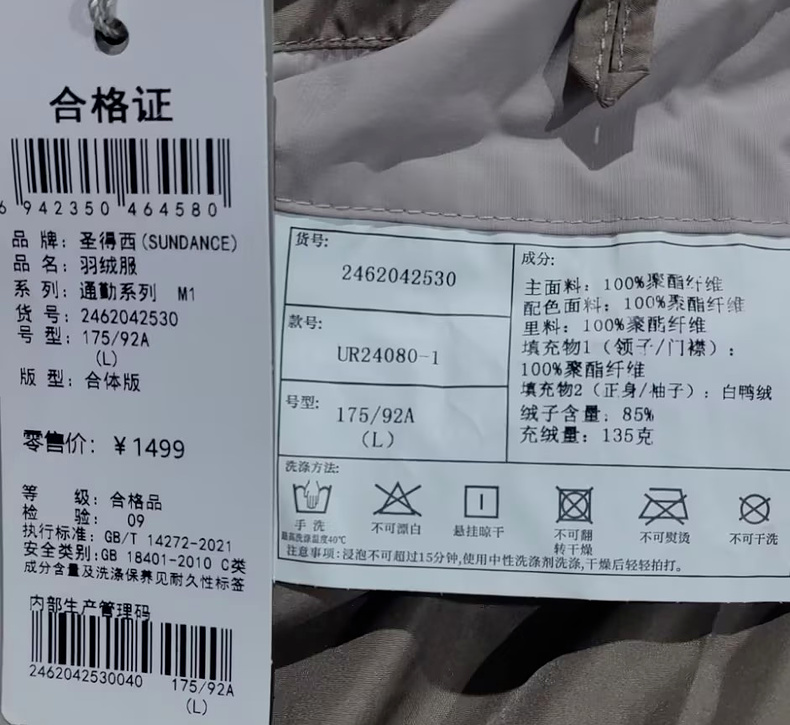 合格证
6 942350 464580
品 牌：圣得西(SUNDANCE)
品 名：羽绒服
系 列：通勤系列 M1
货 号：2462042530
号 型：175/92A
(L)
版 型：合体版
零售价：￥1499
等 级：合格品
检 验：09
执行标准：GB/T 14272-2021
安全类别:GB 18401-2010 C类
成分含量及洗涤保养见耐久性标签
内部生产管理码
2462042530040 175/92A
(L)
货号:
2462042530
款号:
UR24080-1
号型:
175/92A
(L)
成分:
主面料：100%聚酯纤维
配色面料：100%聚酯纤维
里料：100%聚酯纤维
填充物1（领子/门襟）：
100%聚酯纤维
填充物2（正身/袖子）：白鸭绒
绒子含量：85%
充绒量：135克
洗涤方法:
手 洗
最高洗涤温度40℃
不可漂白
悬挂晾干
不可翻
转干燥
不可熨烫
不可干洗
注意事项:浸泡不可超过15分钟,使用中性洗涤剂洗涤,干燥后轻轻拍打。